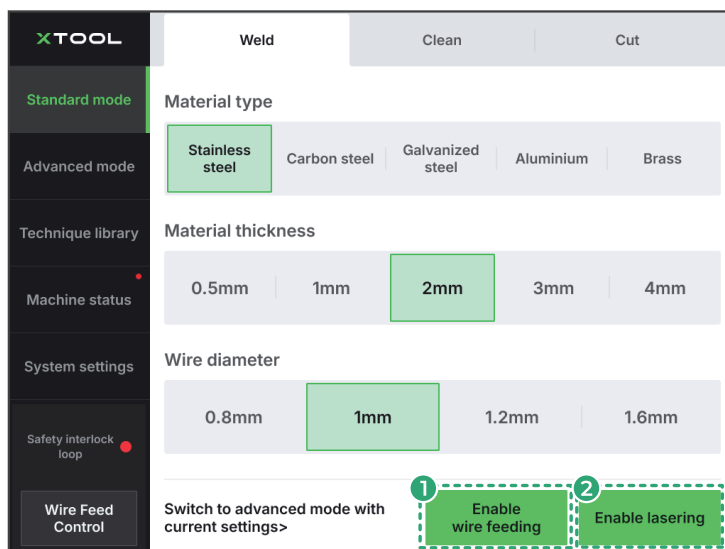 XTOOL
Weld
Clean
Cut
Standard mode
Advanced mode
Technique library
Machine status
System settings
Safety interlock
loop
Wire Feed
Control
Material type
Stainless
steel
Carbon steel
Galvanized
steel
Aluminium
Brass
Material thickness
0.5mm
1mm
2mm
3mm
4mm
Wire diameter
0.8mm
1mm
1.2mm
1.6mm
Switch to advanced mode with
current settings>
1
Enable
wire feeding
2
Enable lasering